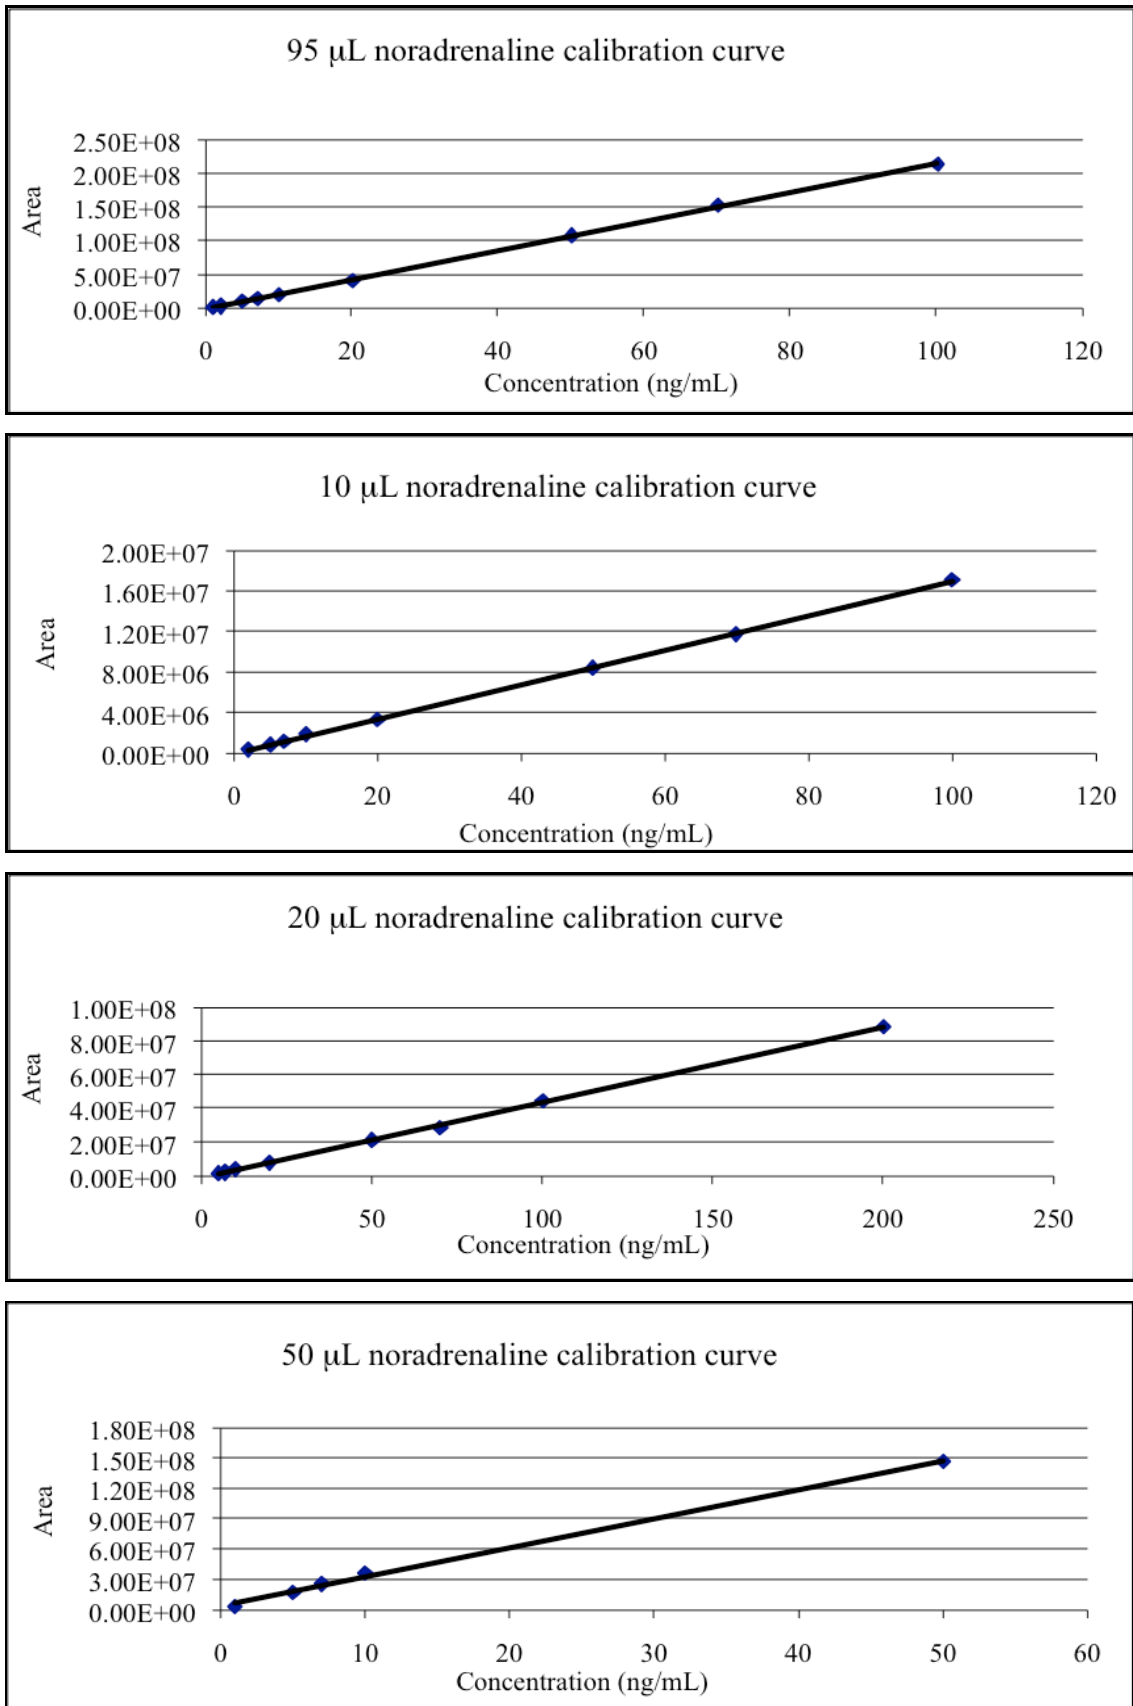 95 μL noradrenaline calibration curve
2.50E+08
2.00E+08
1.50E+08
1.00E+08
5.00E+07
0.00E+00
Area
0 20 40 60 80 100 120
Concentration (ng/mL)
10 μL noradrenaline calibration curve
2.00E+07
1.60E+07
1.20E+07
8.00E+06
4.00E+06
0.00E+00
Area
0 20 40 60 80 100 120
Concentration (ng/mL)
20 μL noradrenaline calibration curve
1.00E+08
8.00E+07
6.00E+07
4.00E+07
2.00E+07
0.00E+00
Area
0 50 100 150 200 250
Concentration (ng/mL)
50 μL noradrenaline calibration curve
1.80E+08
1.50E+08
1.20E+08
9.00E+07
6.00E+07
3.00E+07
0.00E+00
Area
0 10 20 30 40 50 60
Concentration (ng/mL)